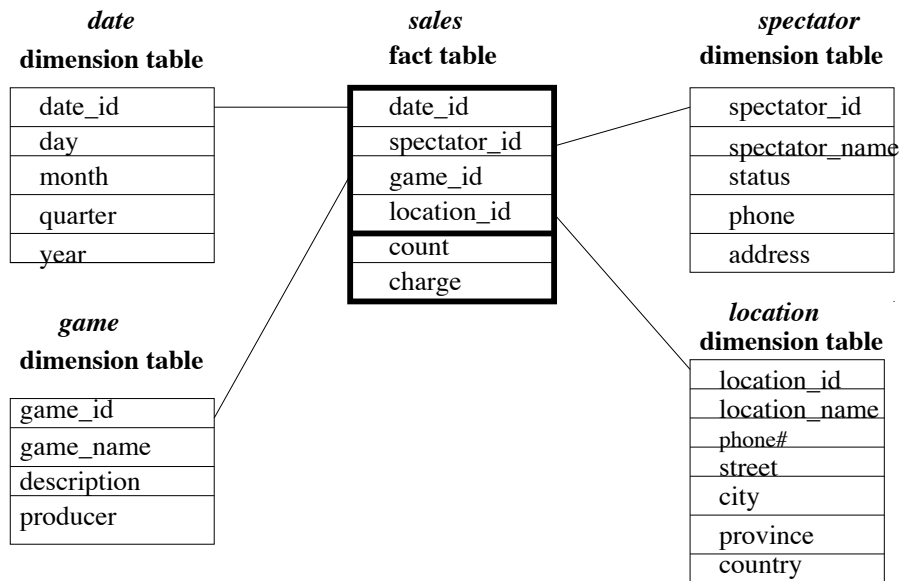 date
dimension table
date_id
day
month
quarter
year
sales
fact table
date_id
spectator_id
game_id
location_id
count
charge
spectator
dimension table
spectator_id
spectator_name
status
phone
address
game
dimension table
game_id
game_name
description
producer
location
dimension table
location_id
location_name
phone#
street
city
province
country